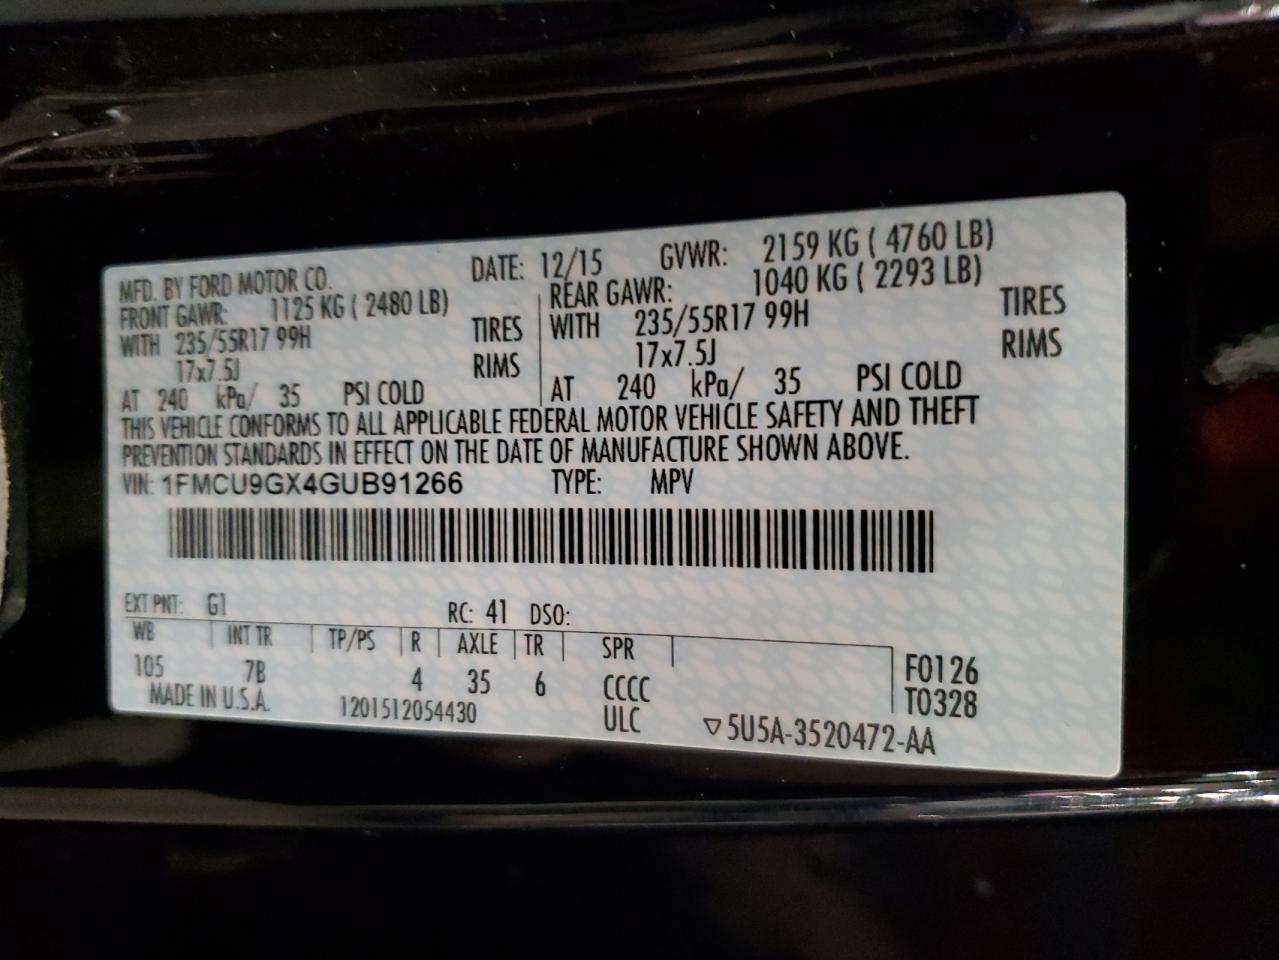 MFD. BY FORD MOTOR CO. DATE: 12/15 GVWR: 2159 KG ( 4760 LB)
FRONT GAWR: 1125 KG ( 2480 LB) REAR GAWR: 1040 KG ( 2293 LB)
WITH 235/55R17 99H TIRES WITH 235/55R17 99H TIRES
17x7.5J RIMS 17x7.5J RIMS
AT 240 kPa/ 35 PSI COLD AT 240 kPa/ 35 PSI COLD
THIS VEHICLE CONFORMS TO ALL APPLICABLE FEDERAL MOTOR VEHICLE SAFETY AND THEFT
PREVENTION STANDARDS IN EFFECT ON THE DATE OF MANUFACTURE SHOWN ABOVE.
VIN: 1FMCU9GX4GUB91266 TYPE: MPV
EXT PNT: G1 RC: 41 DSO:
WB INT TR TP/PS R AXLE TR SPR
105 7B 4 35 6 CCCC F0126
MADE IN U.S.A. 1201512054430 ULC T0328
▽5U5A-3520472-AA